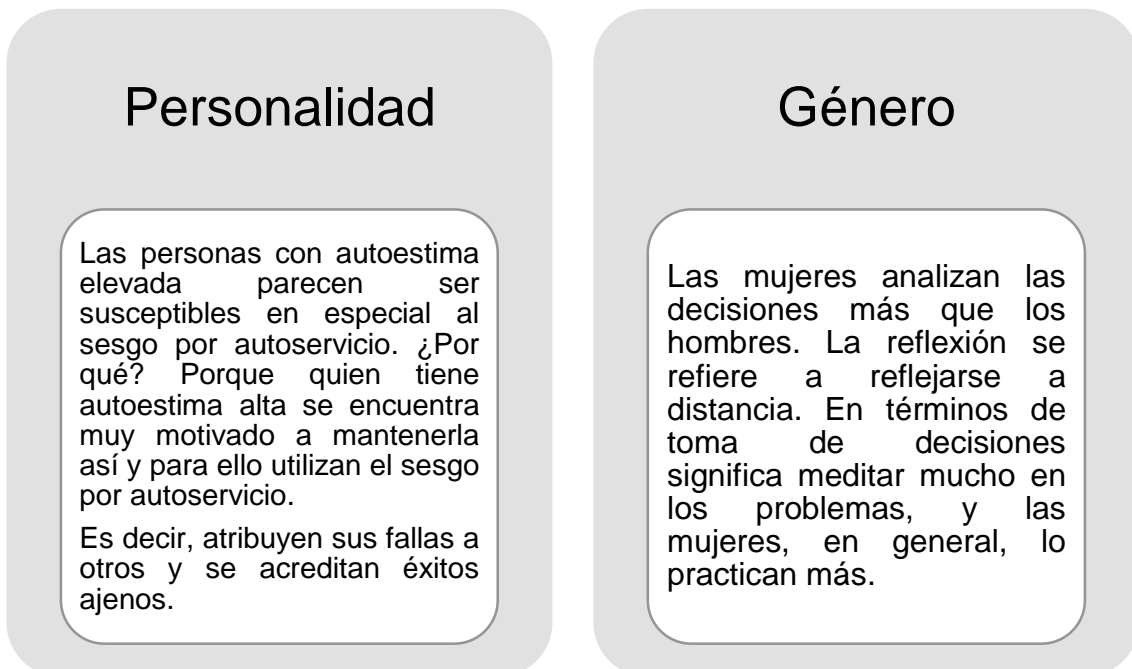 Personalidad
Las personas con autoestima
elevada parecen ser
susceptibles en especial al
sesgo por autoservicio. ¿Por
qué? Porque quien tiene
autoestima alta se encuentra
muy motivado a mantenerla
así y para ello utilizan el sesgo
por autoservicio.
Es decir, atribuyen sus fallas a
otros y se acreditan éxitos
ajenos.
Género
Las mujeres analizan las
decisiones más que los
hombres. La reflexión se
refiere a reflejarse a
distancia. En términos de
toma de decisiones
significa meditar mucho en
los problemas, y las
mujeres, en general, lo
practican más.